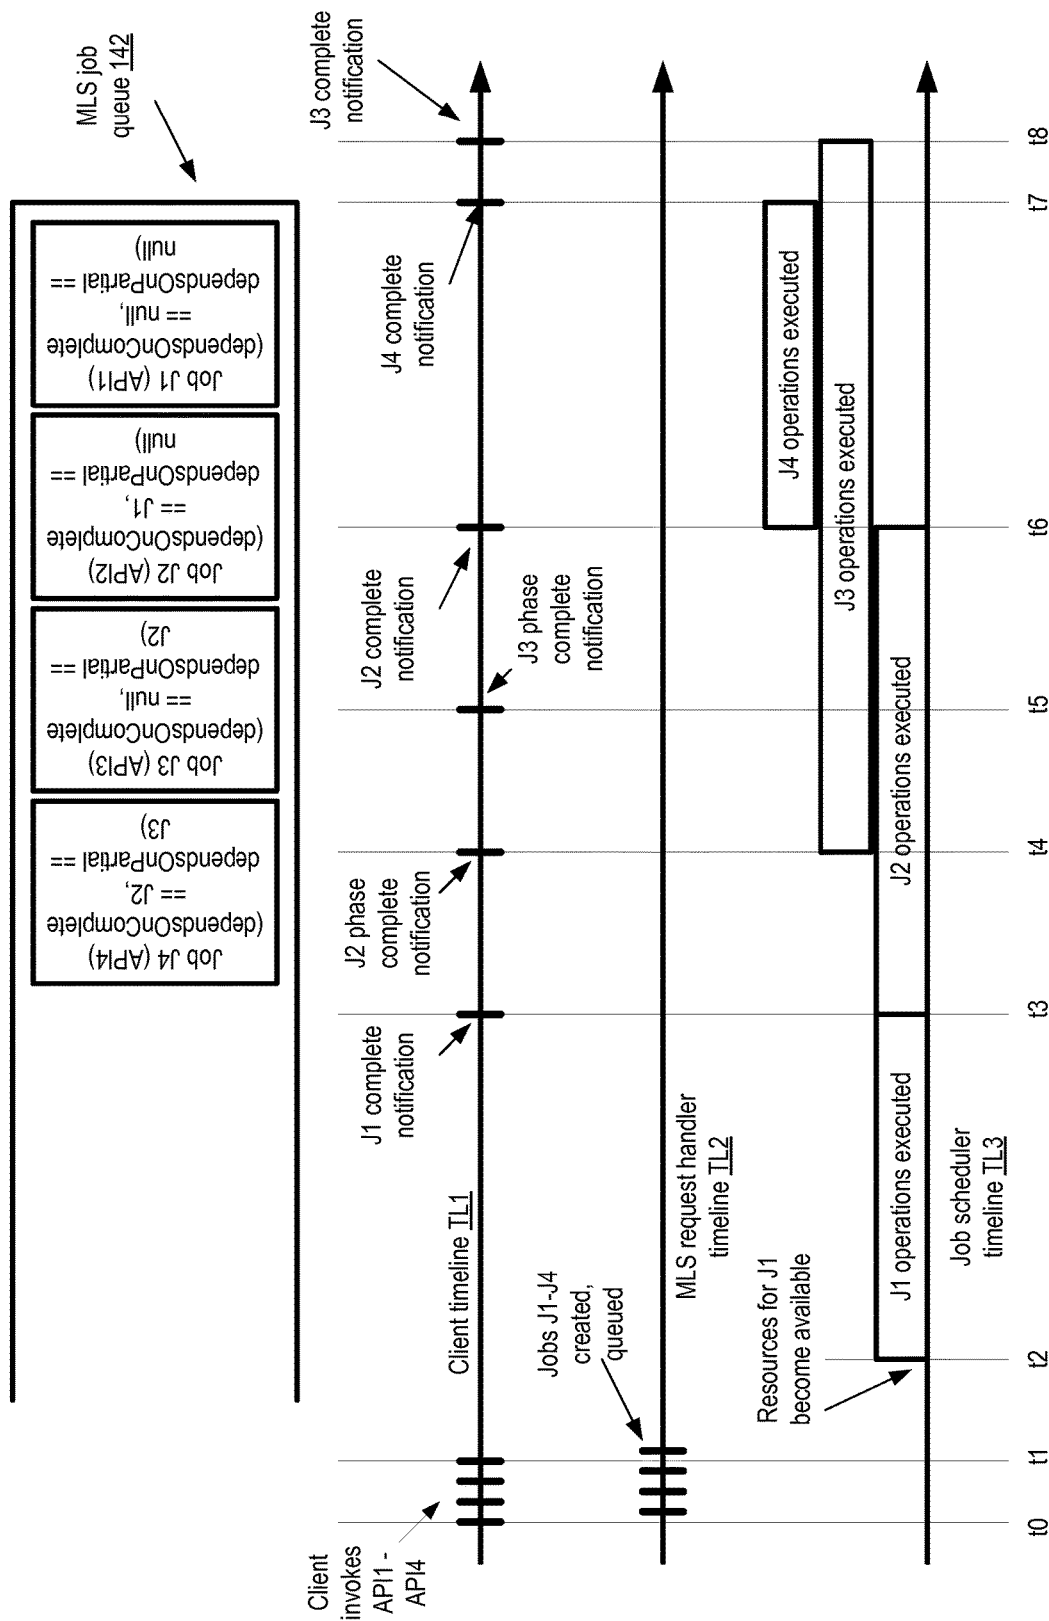 MLS job
queue 142
Job J4 (API4)
(dependsOnComplete
== J2,
dependsOnPartial ==
J3)
Job J3 (API3)
(dependsOnComplete
== null,
dependsOnPartial ==
J2)
Job J2 (API2)
(dependsOnComplete
== J1,
dependsOnPartial ==
null)
Job J1 (API1)
(dependsOnComplete
== null,
dependsOnPartial ==
null)
Client
invokes
API1 -
API4
J1 complete
notification
J2 phase
complete
notification
J2 complete
notification
J3 phase
complete
notification
J4 complete
notification
J3 complete
notification
Client timeline TL1
Jobs J1-J4
created,
queued
MLS request handler
timeline TL2
Resources for J1
become available
J4 operations executed
J3 operations executed
J1 operations executed
J2 operations executed
Job scheduler
timeline TL3
t0
t1
t2
t3
t4
t5
t6
t7
t8